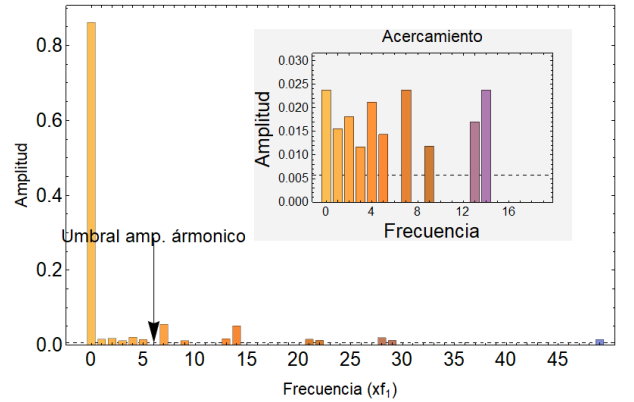 Acercamiento
0.030
0.025
0.020
0.015
0.010
0.005
0.000
Amplitud
0 4 8 12 16
Frecuencia
0.8
0.6
0.4
0.2
0.0
Amplitud
Umbral amp. ármonico
0 5 10 15 20 25 30 35 40 45
Frecuencia (xf₁)